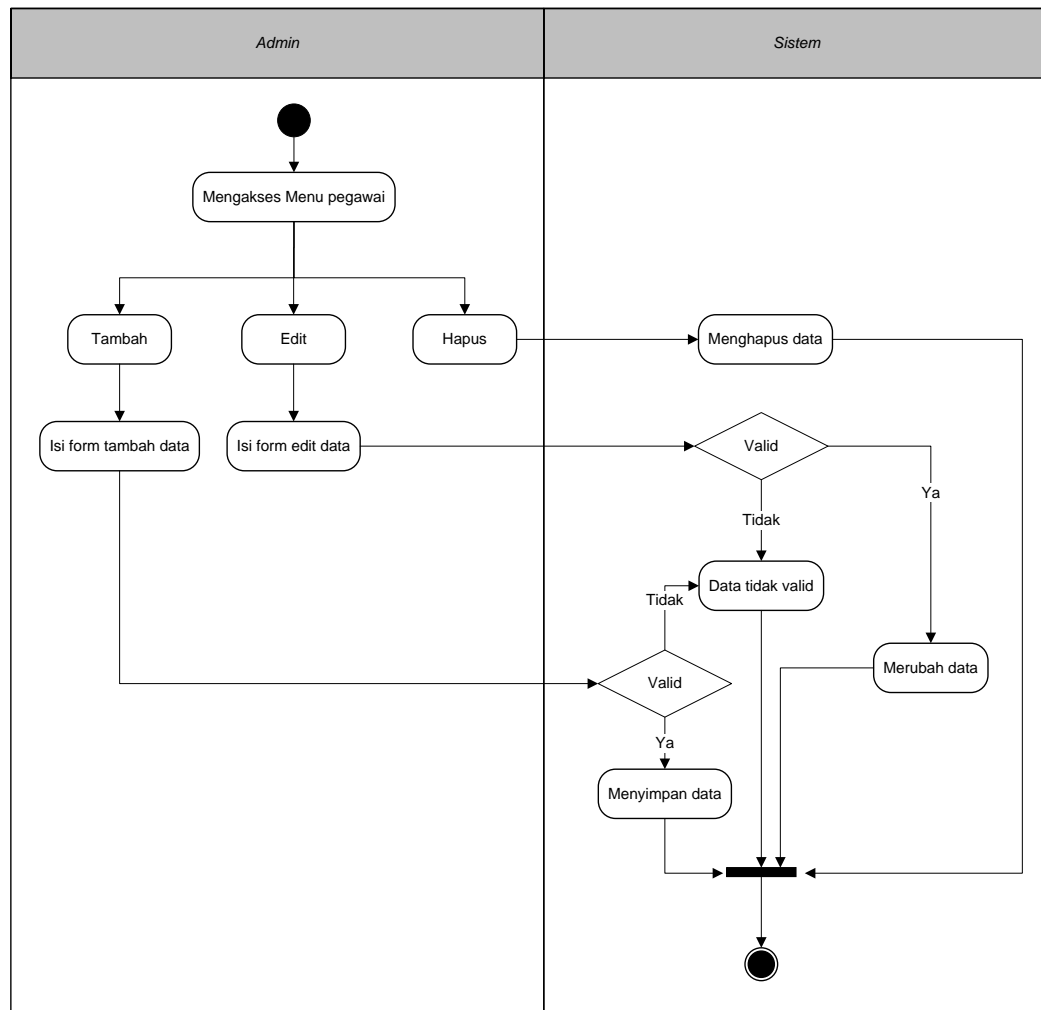 Admin
Sistem
Mengakses Menu pegawai
Tambah
Edit
Hapus
Menghapus data
Isi form tambah data
Isi form edit data
Valid
Ya
Tidak
Data tidak valid
Tidak
Merubah data
Valid
Ya
Menyimpan data